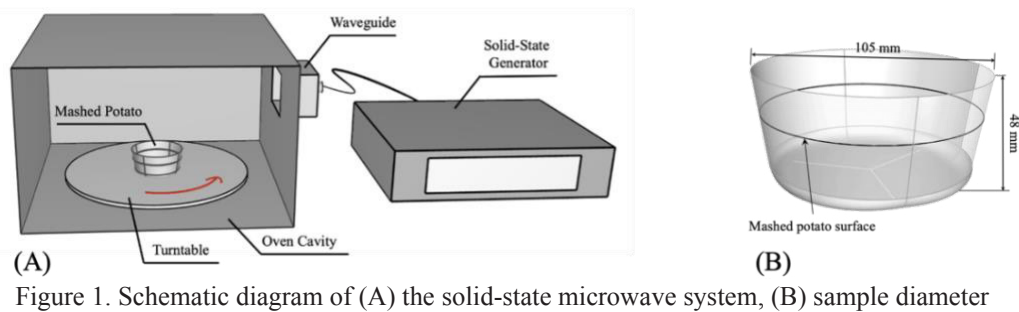 Waveguide
Solid-State
Generator
Mashed Potato
Turntable
Oven Cavity
(A)
105 mm
48 mm
Mashed potato surface
(B)
Figure 1. Schematic diagram of (A) the solid-state microwave system, (B) sample diameter